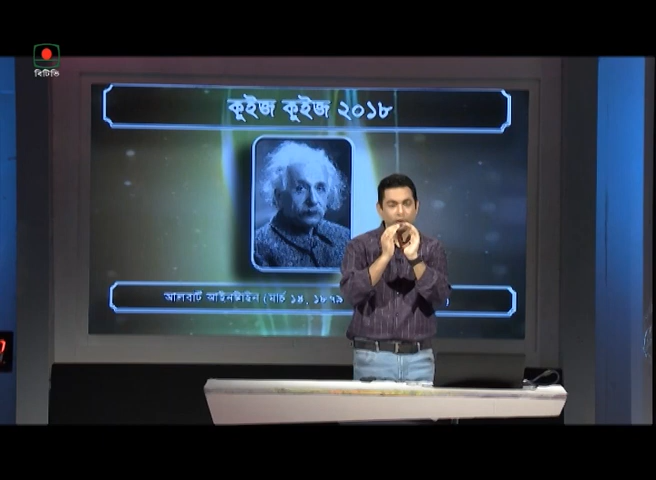 বিটিভি
কুইজ কুইজ ২০১৮
আলবার্ট আইনস্টাইন (মার্চ ১৪, ১৮৭৯